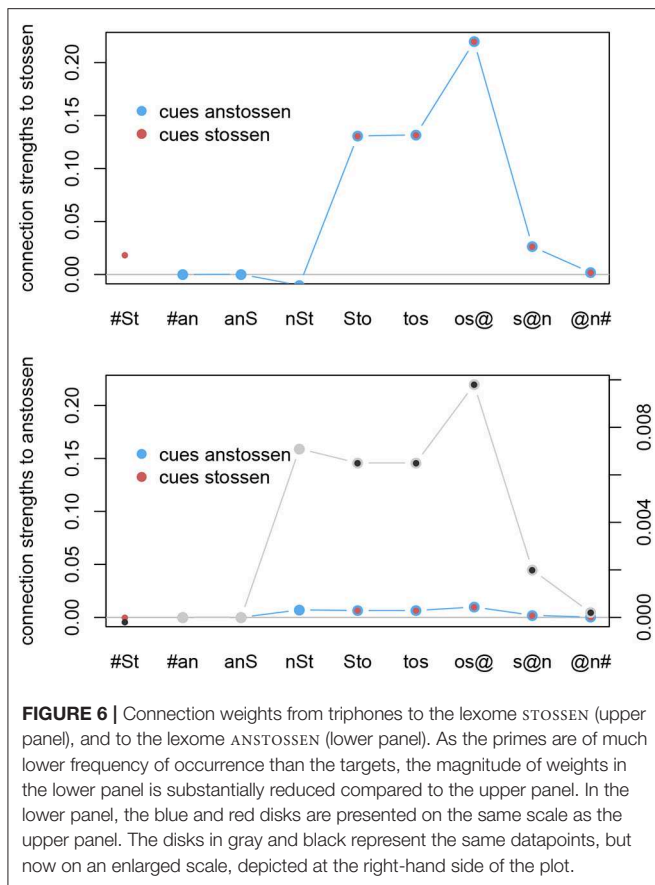 connection strengths to stossen
0.20
0.15
0.10
0.05
0.00
cues anstossen
cues stossen
#St #an anS nSt Sto tos os@ s@n @n#
connection strengths to anstossen
0.20
0.15
0.10
0.05
0.00
cues anstossen
cues stossen
0.008
0.004
0.000
#St #an anS nSt Sto tos os@ s@n @n#
FIGURE 6 | Connection weights from triphones to the lexome STOSSEN (upper
panel), and to the lexome ANSTOSSEN (lower panel). As the primes are of much
lower frequency of occurrence than the targets, the magnitude of weights in
the lower panel is substantially reduced compared to the upper panel. In the
lower panel, the blue and red disks are presented on the same scale as the
upper panel. The disks in gray and black represent the same datapoints, but
now on an enlarged scale, depicted at the right-hand side of the plot.